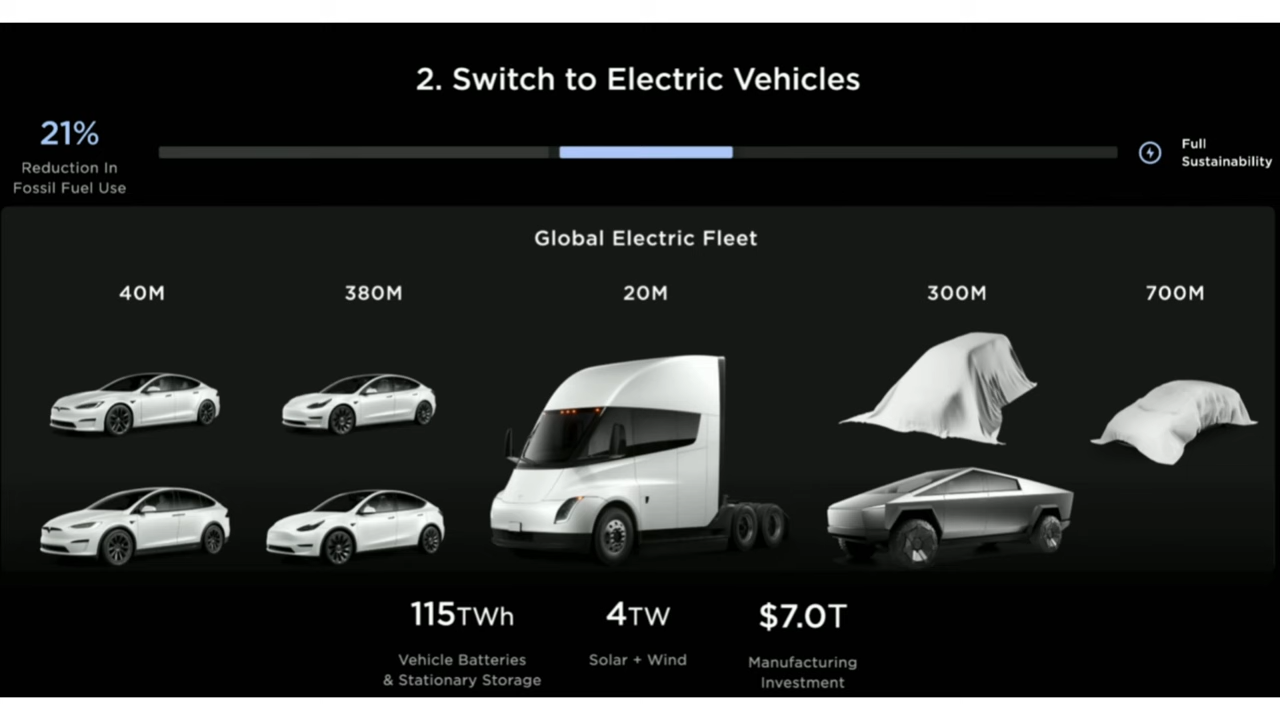 2. Switch to Electric Vehicles
21%
Reduction In
Fossil Fuel Use
Full
Sustainability
Global Electric Fleet
40M
380M
20M
300M
700M
115TWh
4TW
$7.0T
Vehicle Batteries
& Stationary Storage
Solar + Wind
Manufacturing
Investment